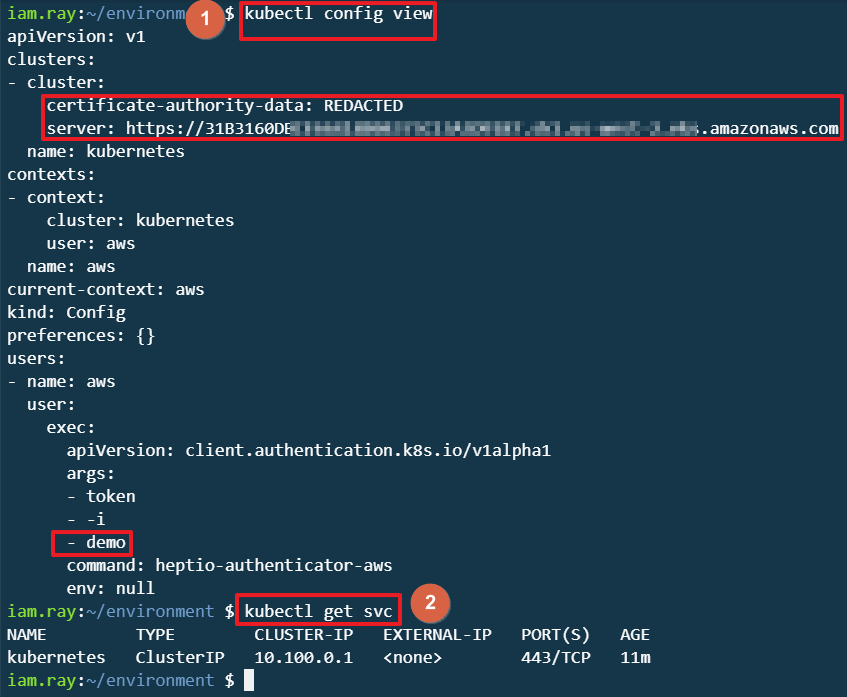 iam.ray:~/environm 1 $ kubectl config view
apiVersion: v1
clusters:
- cluster:
    certificate-authority-data: REDACTED
    server: https://31B3160DE .amazonaws.com
  name: kubernetes
contexts:
- context:
    cluster: kubernetes
    user: aws
  name: aws
current-context: aws
kind: Config
preferences: {}
users:
- name: aws
  user:
    exec:
      apiVersion: client.authentication.k8s.io/v1alpha1
      args:
      - token
      - -i
      - demo
      command: heptio-authenticator-aws
      env: null
iam.ray:~/environment $ kubectl get svc 2
NAME         TYPE        CLUSTER-IP   EXTERNAL-IP   PORT(S)   AGE
kubernetes   ClusterIP   10.100.0.1   <none>        443/TCP   11m
iam.ray:~/environment $